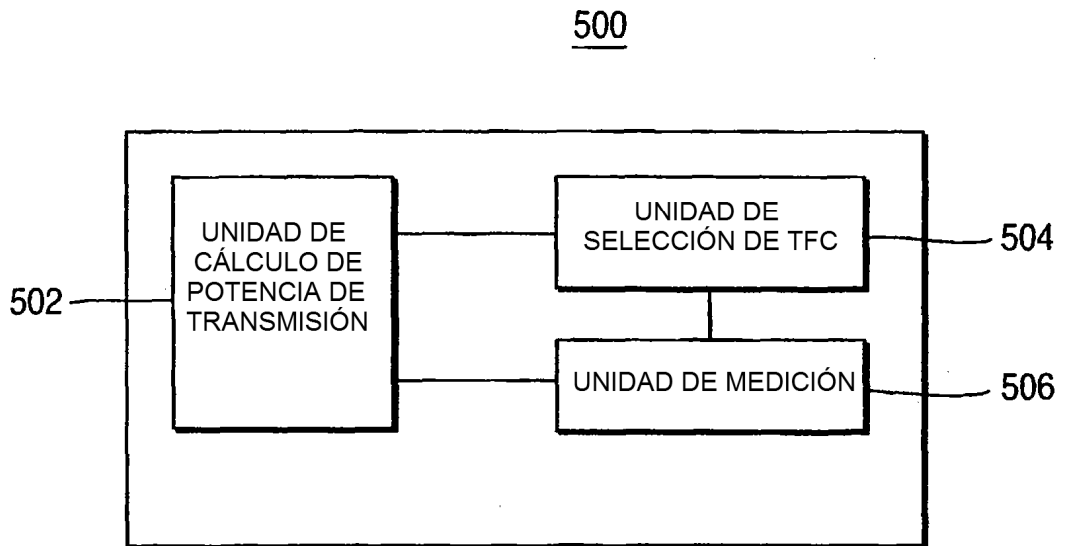 500
UNIDAD DE
CÁLCULO DE
POTENCIA DE
TRANSMISIÓN
UNIDAD DE
SELECCIÓN DE TFC
504
502
UNIDAD DE MEDICIÓN
506